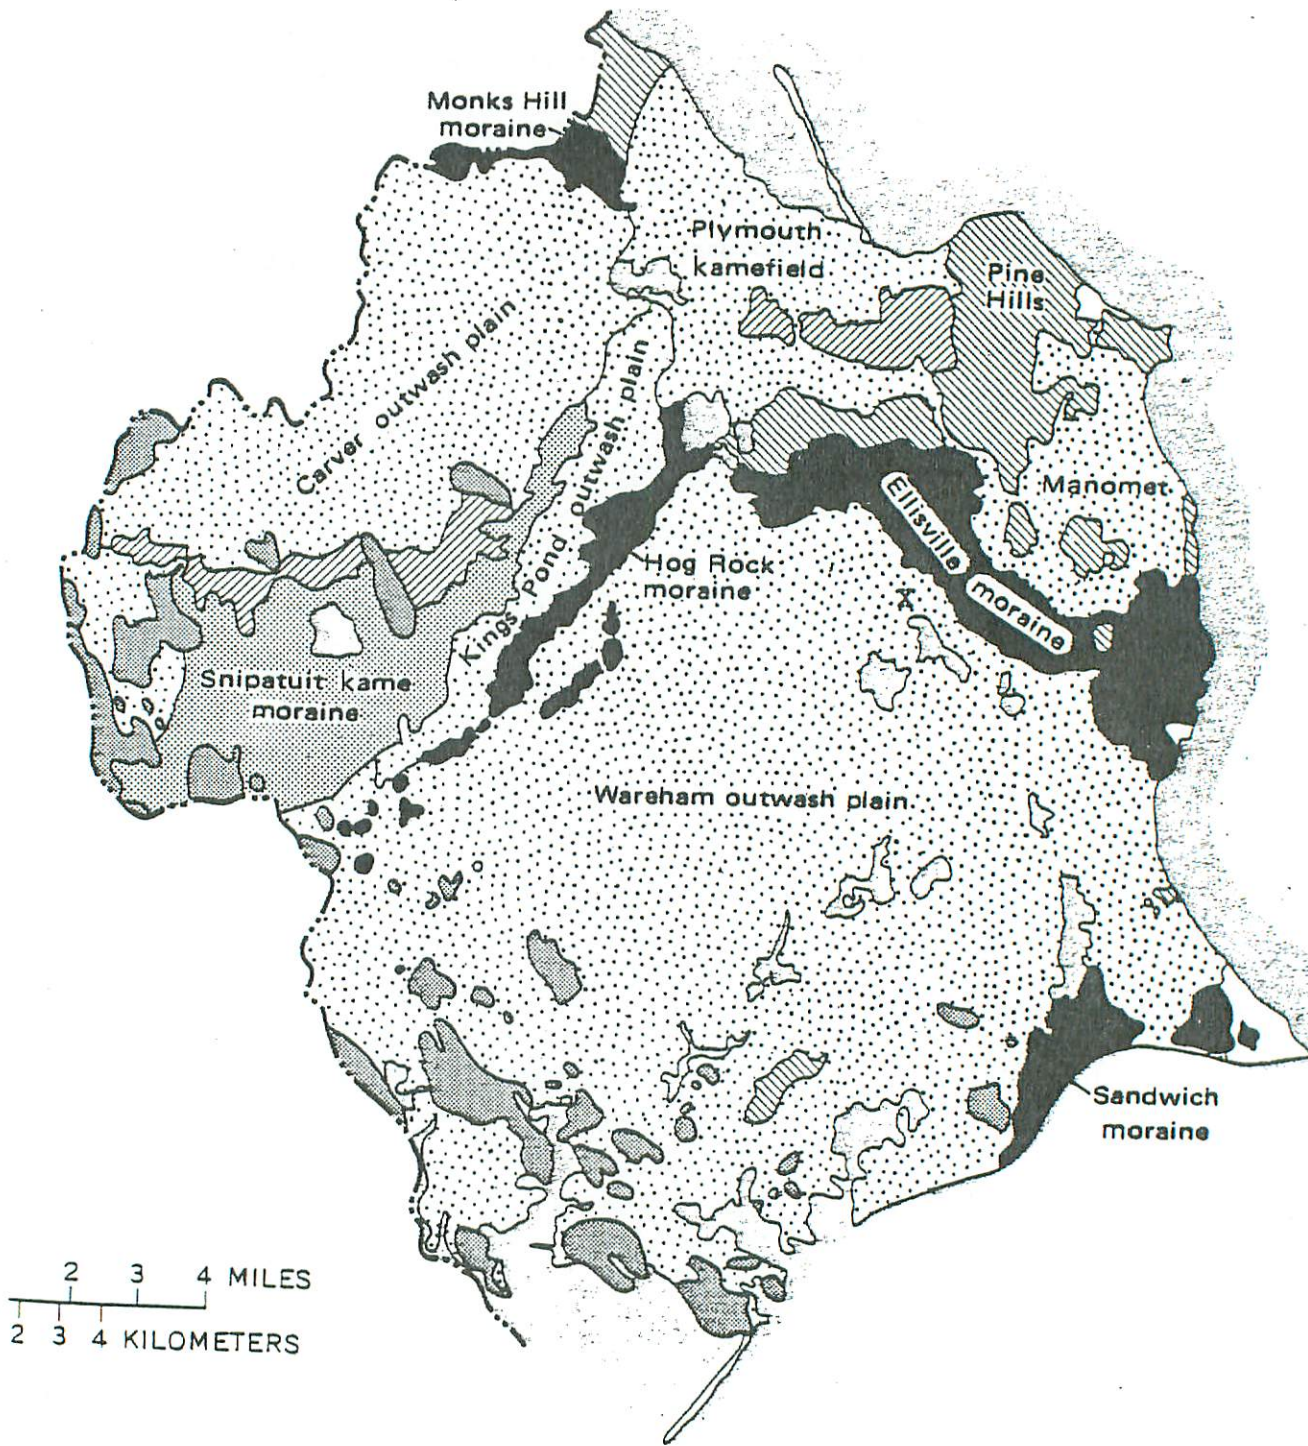 Monks Hill
moraine
Plymouth
kamefield
Pine
Hills
Carver outwash plain
Kings Pond outwash plain
Manomet
Ellisville
moraine
Hog Rock
moraine
Snipatuit kame
moraine
Wareham outwash plain
Sandwich
moraine
2 3 4 MILES
2 3 4 KILOMETERS